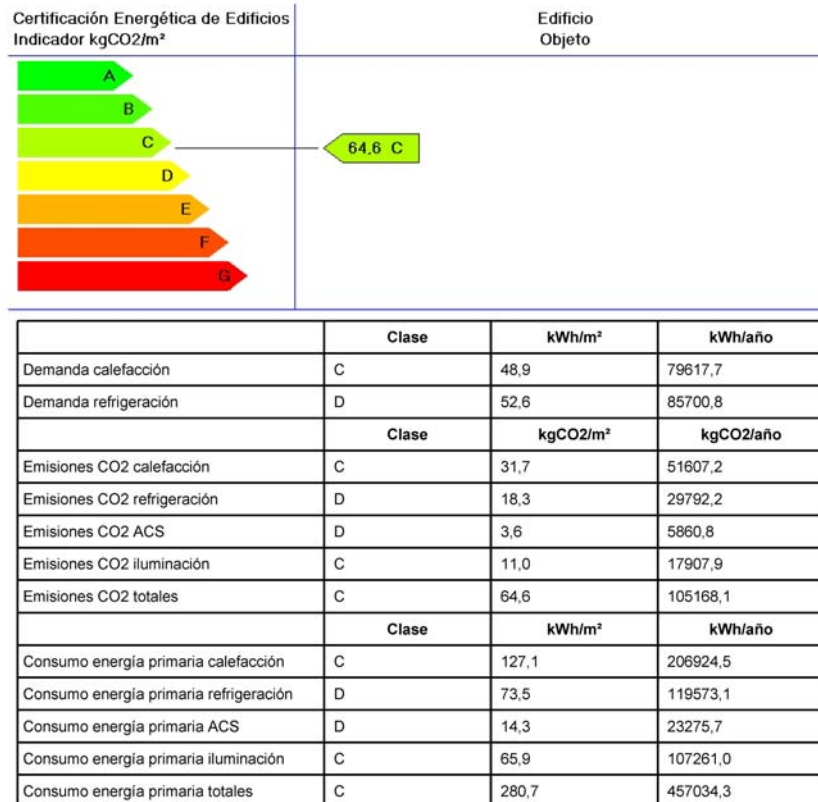 Certificación Energética de Edificios
Indicador kgCO2/m²
Edificio
Objeto
A
B
C
64,6 C
D
E
F
G
Clase kWh/m² kWh/año
Demanda calefacción C 48,9 79617,7
Demanda refrigeración D 52,6 85700,8
Clase kgCO2/m² kgCO2/año
Emisiones CO2 calefacción C 31,7 51607,2
Emisiones CO2 refrigeración D 18,3 29792,2
Emisiones CO2 ACS D 3,6 5860,8
Emisiones CO2 iluminación C 11,0 17907,9
Emisiones CO2 totales C 64,6 105168,1
Clase kWh/m² kWh/año
Consumo energía primaria calefacción C 127,1 206924,5
Consumo energía primaria refrigeración D 73,5 119573,1
Consumo energía primaria ACS D 14,3 23275,7
Consumo energía primaria iluminación C 65,9 107261,0
Consumo energía primaria totales C 280,7 457034,3